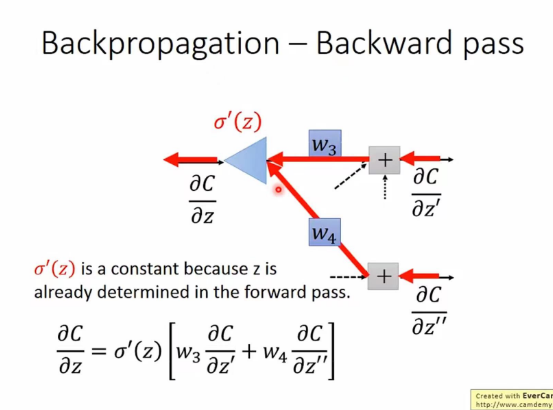 Backpropagation – Backward pass
σ′(z)
w₃
+
∂C
∂z
∂C
∂z′
w₄
+
∂C
∂z′′
σ′(z) is a constant because z is
already determined in the forward pass.
∂C/∂z = σ′(z) [w₃ ∂C/∂z′ + w₄ ∂C/∂z′′]
Created with EverCam
http://www.camdemy